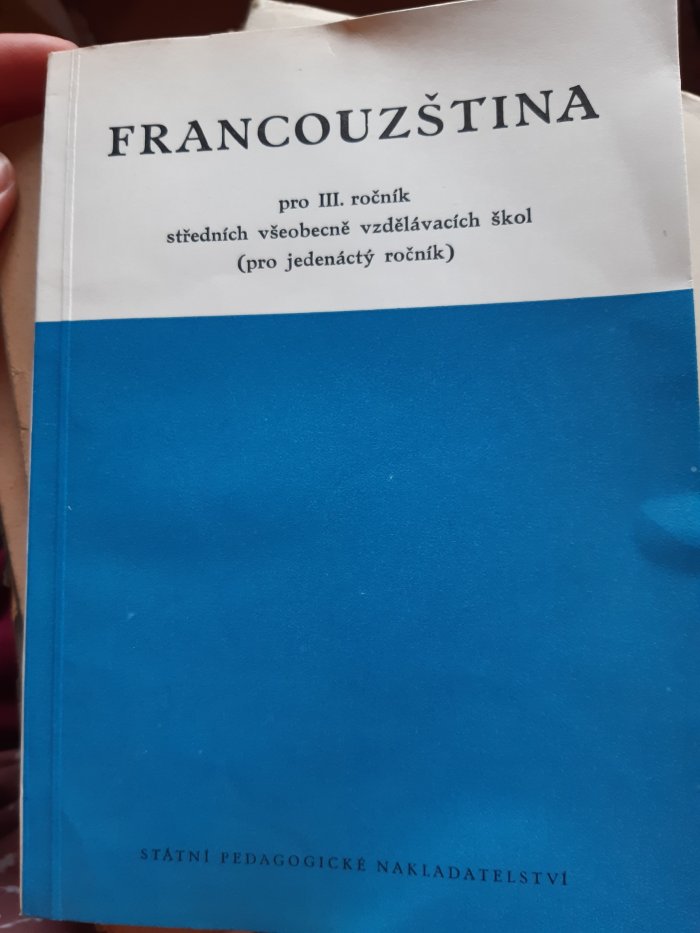 FRANCOUZŠTINA
pro III. ročník
středních všeobecně vzdělávacích škol
(pro jedenáctý ročník)
STÁTNÍ PEDAGOGICKÉ NAKLADATELSTVÍ